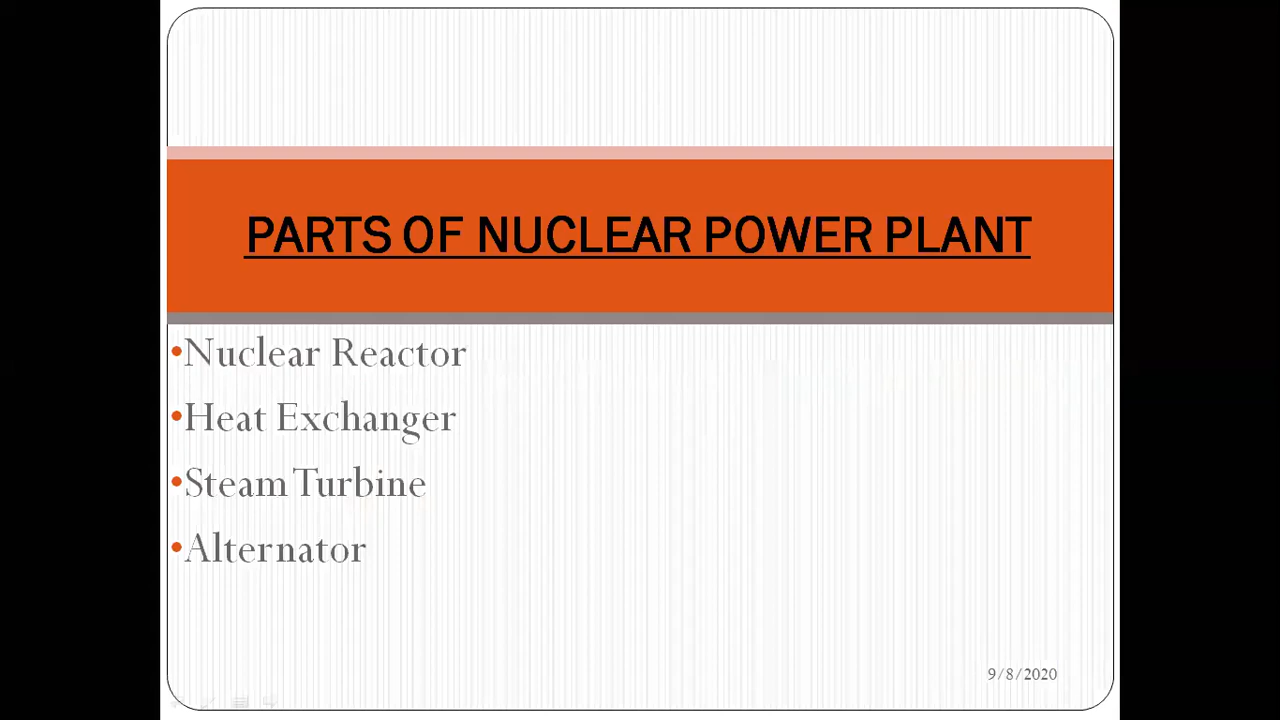 PARTS OF NUCLEAR POWER PLANT
•Nuclear Reactor
•Heat Exchanger
•Steam Turbine
•Alternator
9/8/2020